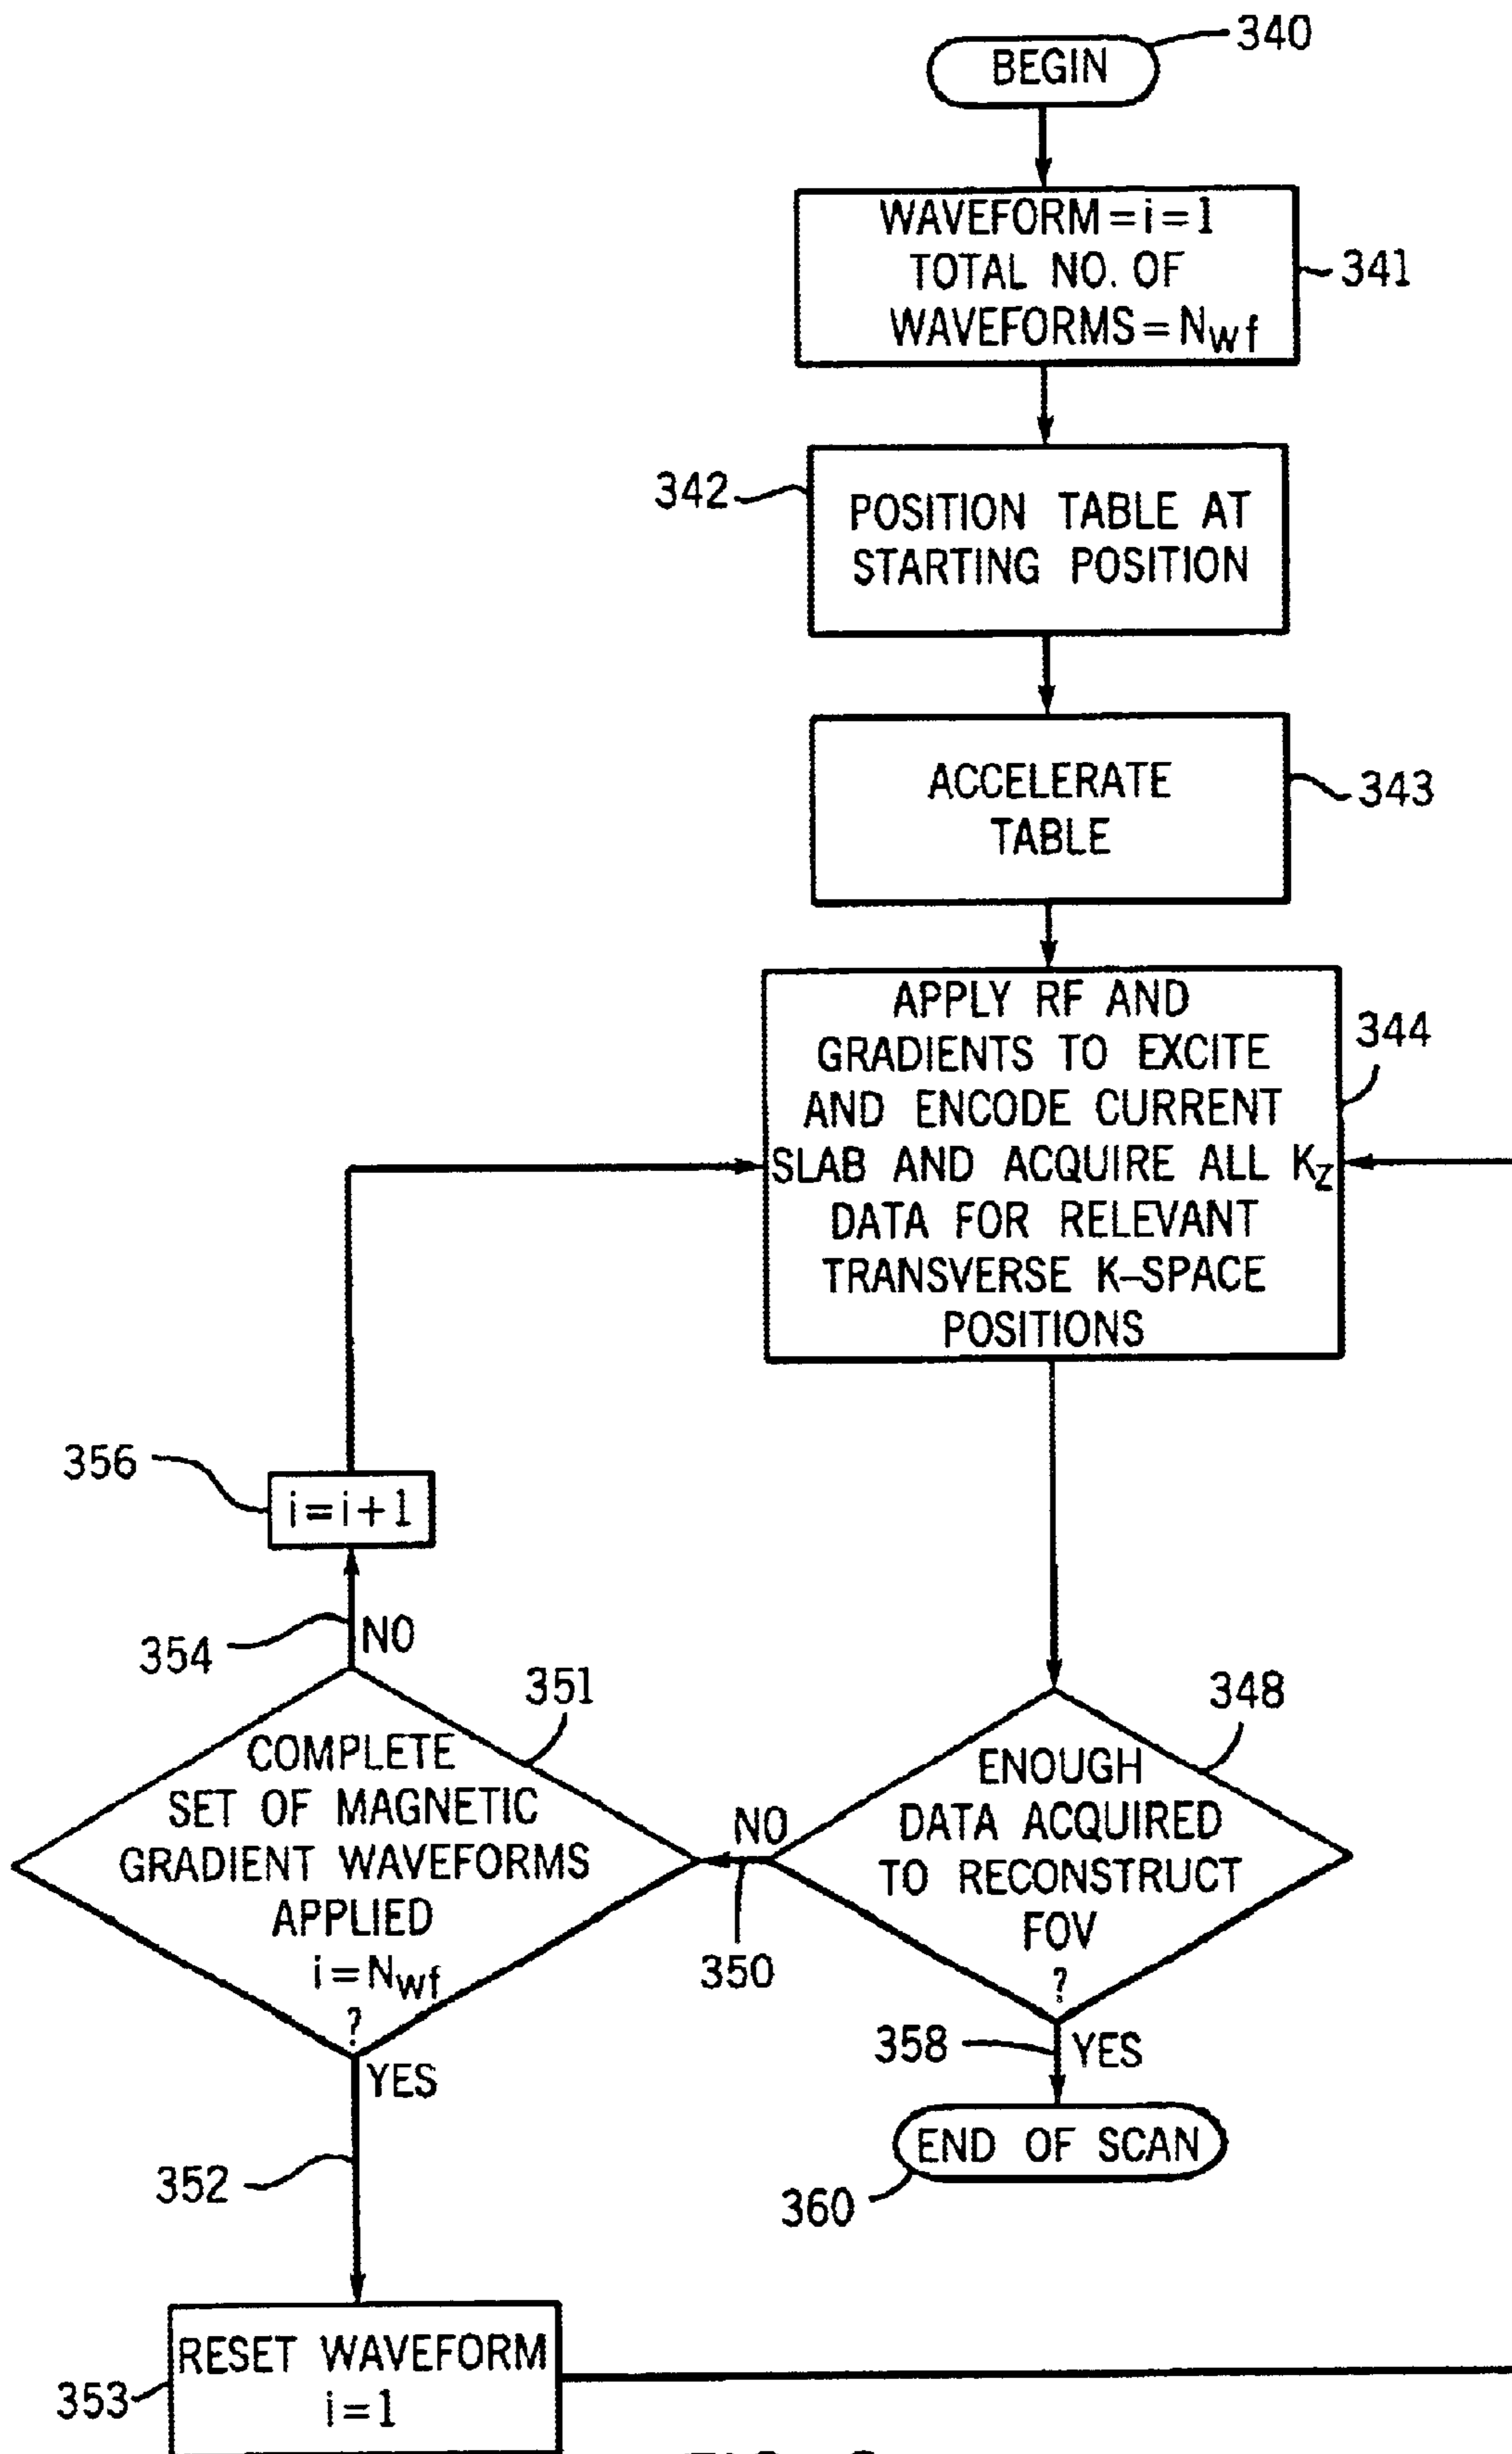 340
BEGIN
WAVEFORM = i = 1
TOTAL NO. OF
WAVEFORMS = Nwf
341
342
POSITION TABLE AT
STARTING POSITION
ACCELERATE
TABLE
343
APPLY RF AND
GRADIENTS TO EXCITE
AND ENCODE CURRENT
SLAB AND ACQUIRE ALL KZ
DATA FOR RELEVANT
TRANSVERSE K–SPACE
POSITIONS
344
356
i = i + 1
354
NO
351
COMPLETE
SET OF MAGNETIC
GRADIENT WAVEFORMS
APPLIED
i = Nwf
?
348
ENOUGH
DATA ACQUIRED
TO RECONSTRUCT
FOV
?
NO
350
358
YES
END OF SCAN
360
YES
352
RESET WAVEFORM
i = 1
353